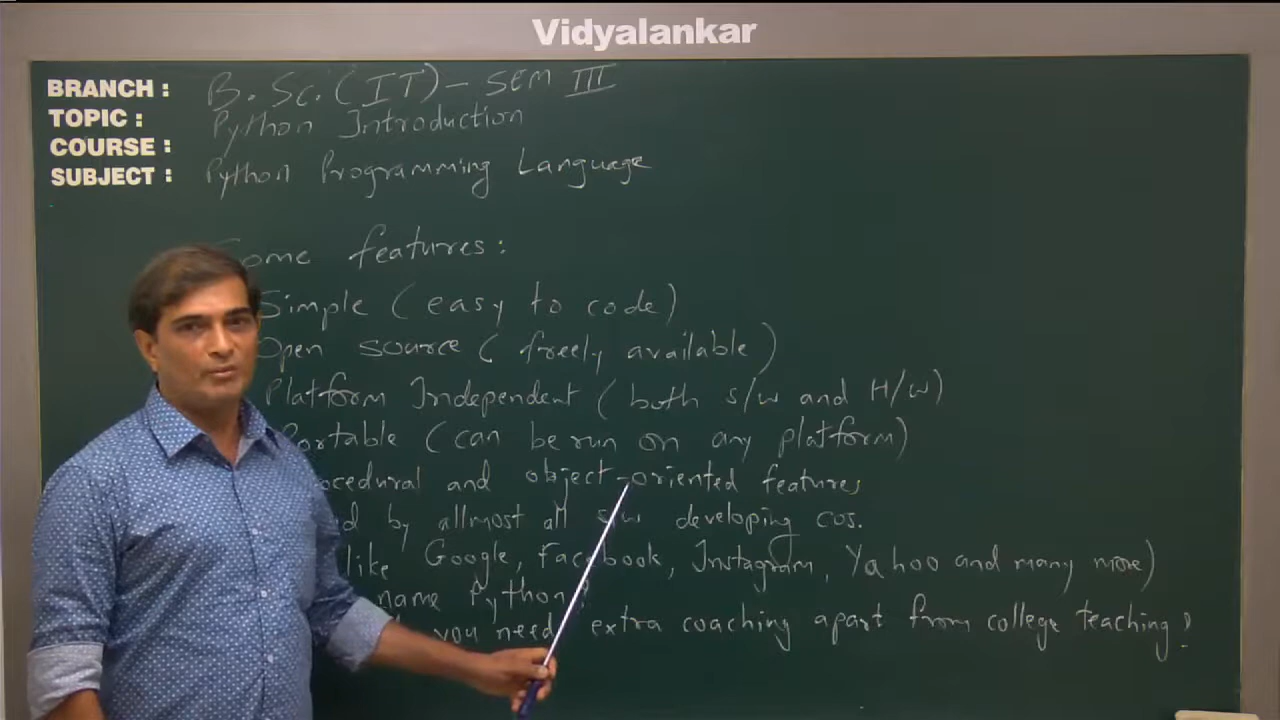 Vidyalankar
BRANCH : B.Sc.(IT) - SEM III
TOPIC : Python Introduction
COURSE :
SUBJECT : Python Programming Language
Some features:
Simple (easy to code)
Open source (freely available)
Platform Independent (both s/w and H/w)
Portable (can be run on any platform)
ocedural and object-oriented features
d by allmost all s/w developing cos.
like Google, Facebook, Instagram, Yahoo and many more)
name Python?
you need extra coaching apart from college teaching?